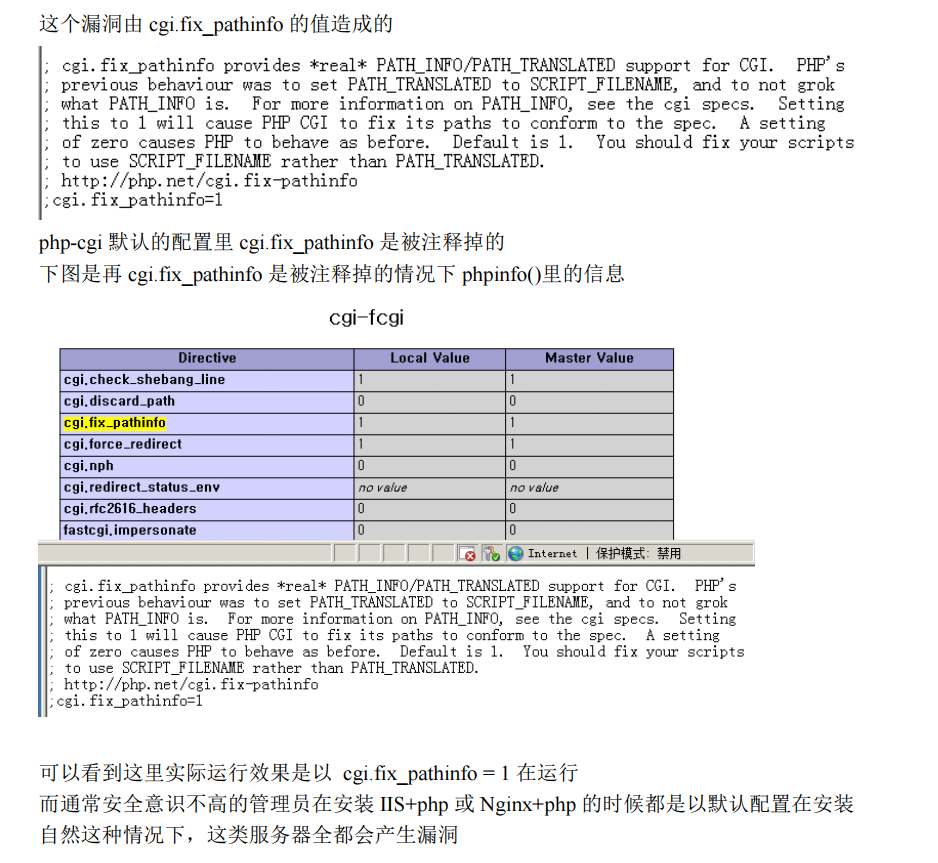 这个漏洞由 cgi.fix_pathinfo 的值造成的
; cgi.fix_pathinfo provides *real* PATH_INFO/PATH_TRANSLATED support for CGI.  PHP's
; previous behaviour was to set PATH_TRANSLATED to SCRIPT_FILENAME, and to not grok
; what PATH_INFO is.  For more information on PATH_INFO, see the cgi specs.  Setting
; this to 1 will cause PHP CGI to fix its paths to conform to the spec.  A setting
; of zero causes PHP to behave as before.  Default is 1.  You should fix your scripts
; to use SCRIPT_FILENAME rather than PATH_TRANSLATED.
; http://php.net/cgi.fix-pathinfo
;cgi.fix_pathinfo=1
php-cgi 默认的配置里 cgi.fix_pathinfo 是被注释掉的
下图是再 cgi.fix_pathinfo 是被注释掉的情况下 phpinfo()里的信息
cgi-fcgi
Directive Local Value Master Value
cgi.check_shebang_line 1 1
cgi.discard_path 0 0
cgi.fix_pathinfo 1 1
cgi.force_redirect 1 1
cgi.nph 0 0
cgi.redirect_status_env no value no value
cgi.rfc2616_headers 0 0
fastcgi.impersonate 0 0
Internet | 保护模式: 禁用
; cgi.fix_pathinfo provides *real* PATH_INFO/PATH_TRANSLATED support for CGI.  PHP's
; previous behaviour was to set PATH_TRANSLATED to SCRIPT_FILENAME, and to not grok
; what PATH_INFO is.  For more information on PATH_INFO, see the cgi specs.  Setting
; this to 1 will cause PHP CGI to fix its paths to conform to the spec.  A setting
; of zero causes PHP to behave as before.  Default is 1.  You should fix your scripts
; to use SCRIPT_FILENAME rather than PATH_TRANSLATED.
; http://php.net/cgi.fix-pathinfo
;cgi.fix_pathinfo=1
可以看到这里实际运行效果是以 cgi.fix_pathinfo = 1 在运行
而通常安全意识不高的管理员在安装 IIS+php 或 Nginx+php 的时候都是以默认配置在安装
自然这种情况下，这类服务器全都会产生漏洞